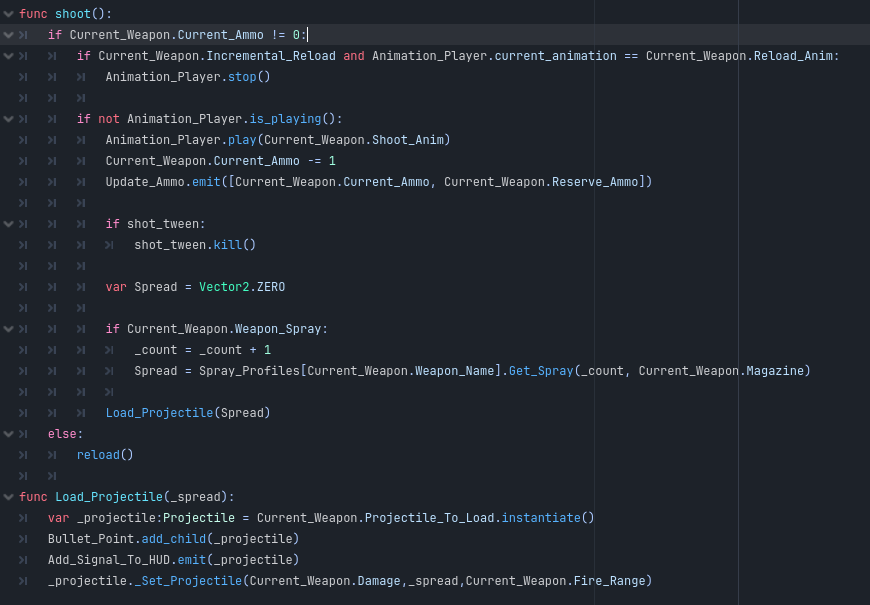 func shoot():
if Current_Weapon.Current_Ammo != 0:
if Current_Weapon.Incremental_Reload and Animation_Player.current_animation == Current_Weapon.Reload_Anim:
Animation_Player.stop()
if not Animation_Player.is_playing():
Animation_Player.play(Current_Weapon.Shoot_Anim)
Current_Weapon.Current_Ammo -= 1
Update_Ammo.emit([Current_Weapon.Current_Ammo, Current_Weapon.Reserve_Ammo])
if shot_tween:
shot_tween.kill()
var Spread = Vector2.ZERO
if Current_Weapon.Weapon_Spray:
_count = _count + 1
Spread = Spray_Profiles[Current_Weapon.Weapon_Name].Get_Spray(_count, Current_Weapon.Magazine)
Load_Projectile(Spread)
else:
reload()
func Load_Projectile(_spread):
var _projectile:Projectile = Current_Weapon.Projectile_To_Load.instantiate()
Bullet_Point.add_child(_projectile)
Add_Signal_To_HUD.emit(_projectile)
_projectile._Set_Projectile(Current_Weapon.Damage,_spread,Current_Weapon.Fire_Range)